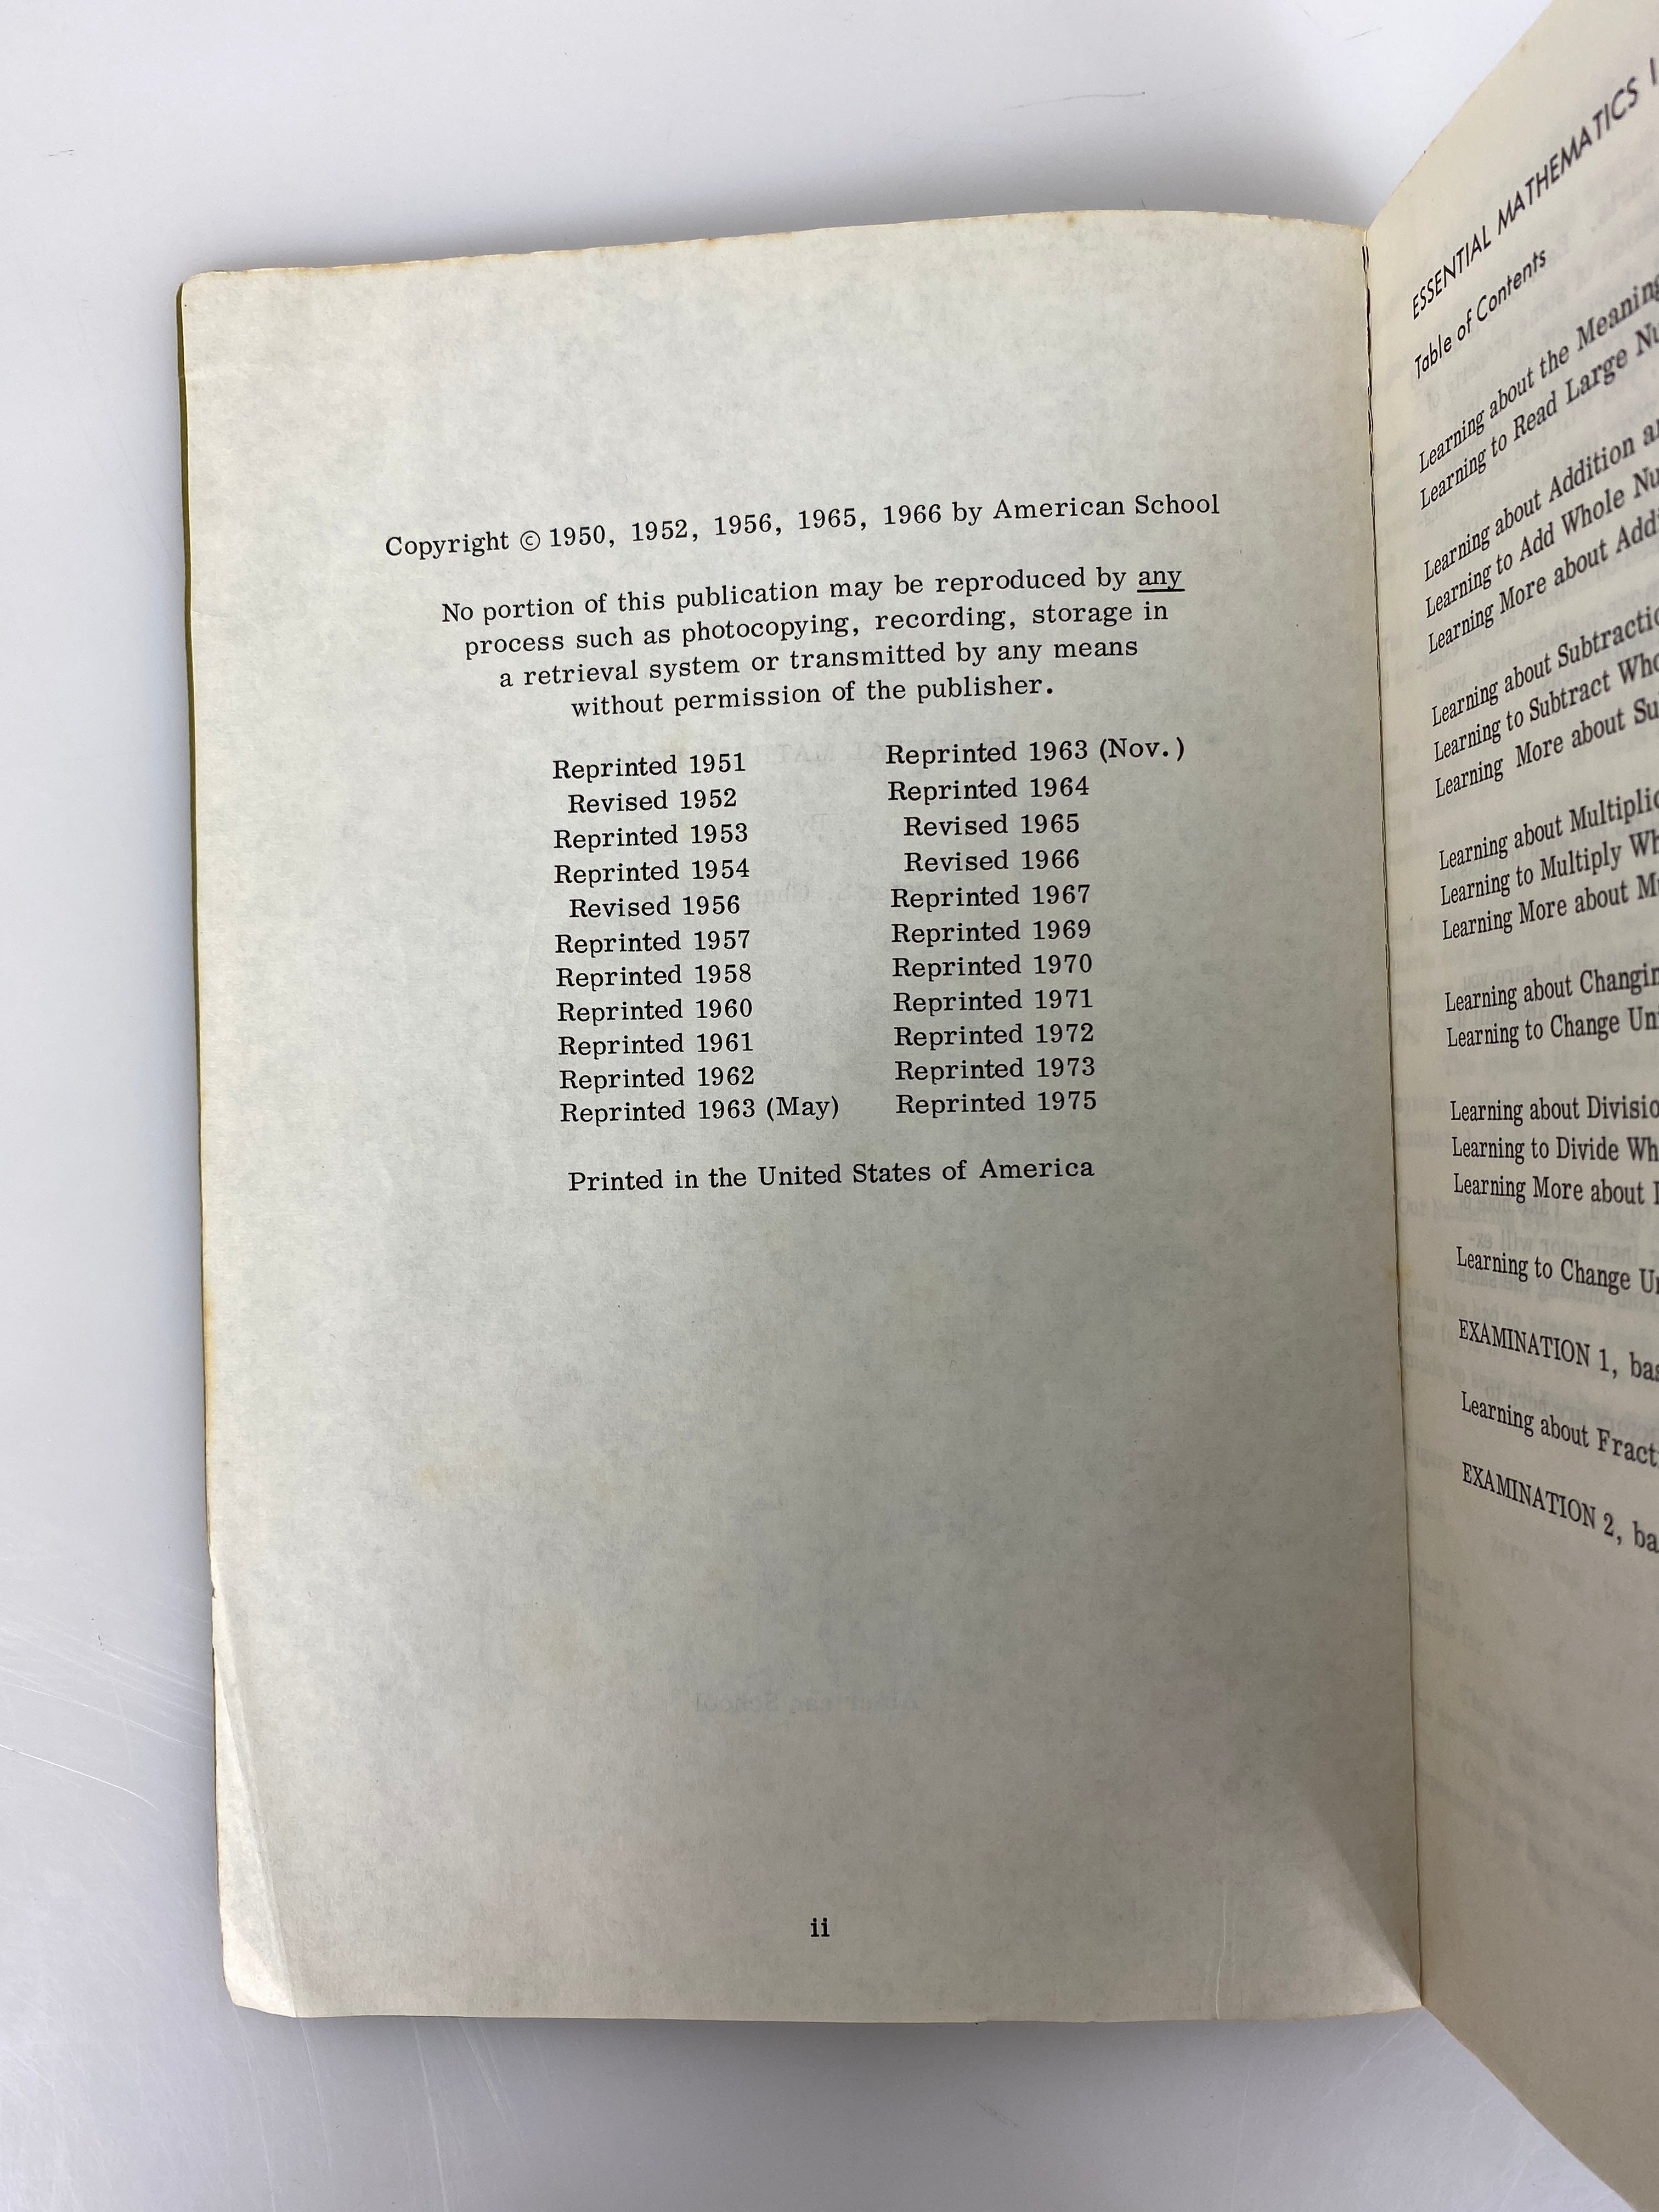 Copyright © 1950, 1952, 1956, 1965, 1966 by American School
No portion of this publication may be reproduced by any
process such as photocopying, recording, storage in
a retrieval system or transmitted by any means
without permission of the publisher.
Reprinted 1951
Revised 1952
Reprinted 1953
Reprinted 1954
Revised 1956
Reprinted 1957
Reprinted 1958
Reprinted 1960
Reprinted 1961
Reprinted 1962
Reprinted 1963 (May)
Reprinted 1963 (Nov.)
Reprinted 1964
Revised 1965
Revised 1966
Reprinted 1967
Reprinted 1969
Reprinted 1970
Reprinted 1971
Reprinted 1972
Reprinted 1973
Reprinted 1975
Printed in the United States of America
ii
ESSENTIAL MATHEMATICS
Table of Contents
Learning about the Meaning
Learning to Read Large
Learning about Addition
Learning to Add Whole
Learning More about
Learning about
Learning to Subtract
Learning More about
Learning about
Learning to Multiply
Learning More about
Learning about
Learning to Change
Learning about
Learning to Divide
Learning More about
Learning to Change
EXAMINATION 1,
Learning about
EXAMINATION 2,